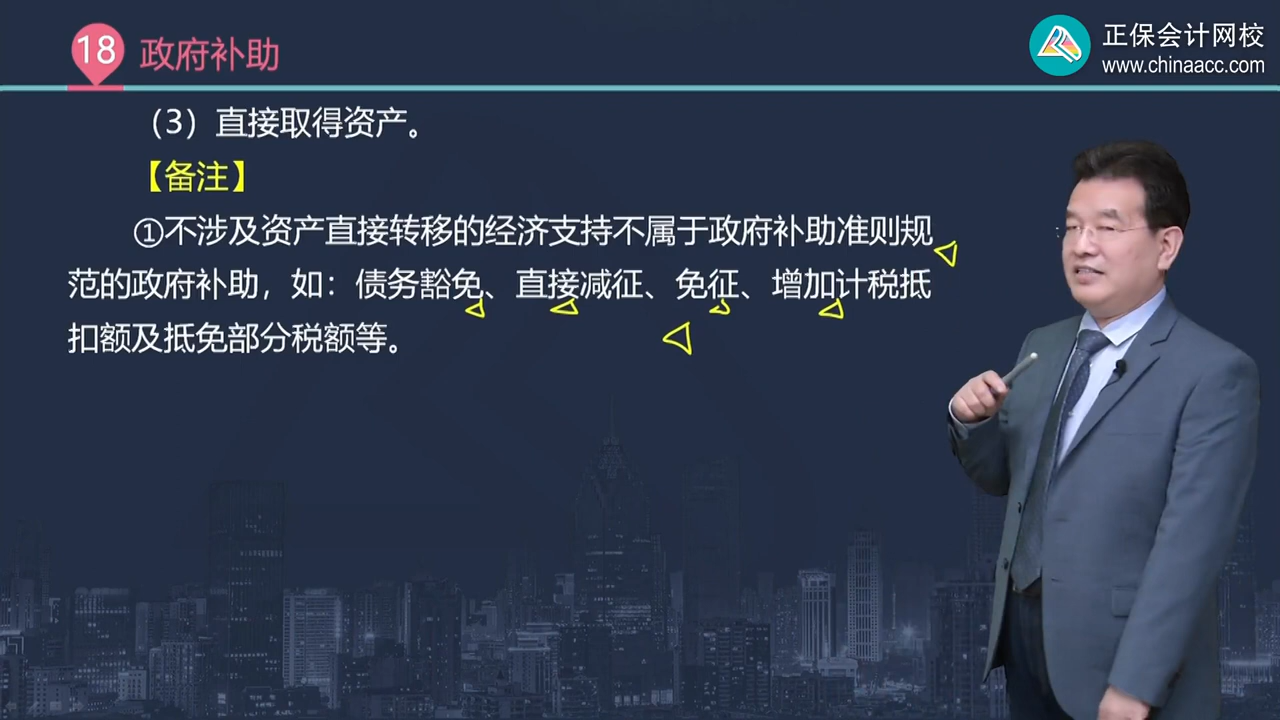 18 政府补助
正保会计网校
www.chinaacc.com
（3）直接取得资产。
【备注】
①不涉及资产直接转移的经济支持不属于政府补助准则规
范的政府补助，如：债务豁免、直接减征、免征、增加计税抵
扣额及抵免部分税额等。